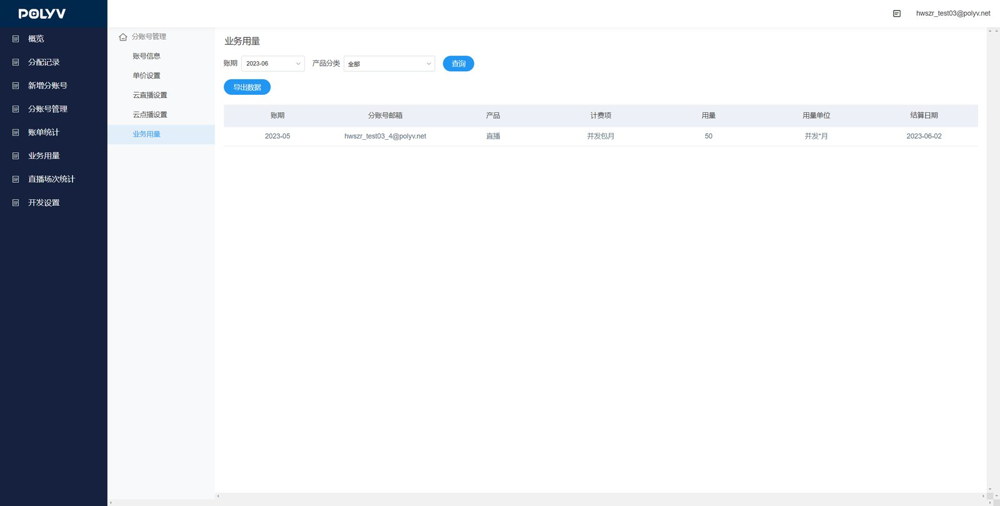 POLYV
hwszr_test03@polyv.net
概览
分配记录
新增分账号
分账号管理
账单统计
业务用量
直播场次统计
开发设置
分账号管理
账号信息
单价设置
云直播设置
云点播设置
业务用量
业务用量
账期 2023-06 产品分类 全部 查询
导出数据
账期 分账号邮箱 产品 计费项 用量 用量单位 结算日期
2023-05 hwszr_test03_4@polyv.net 直播 并发包月 50 并发*月 2023-06-02